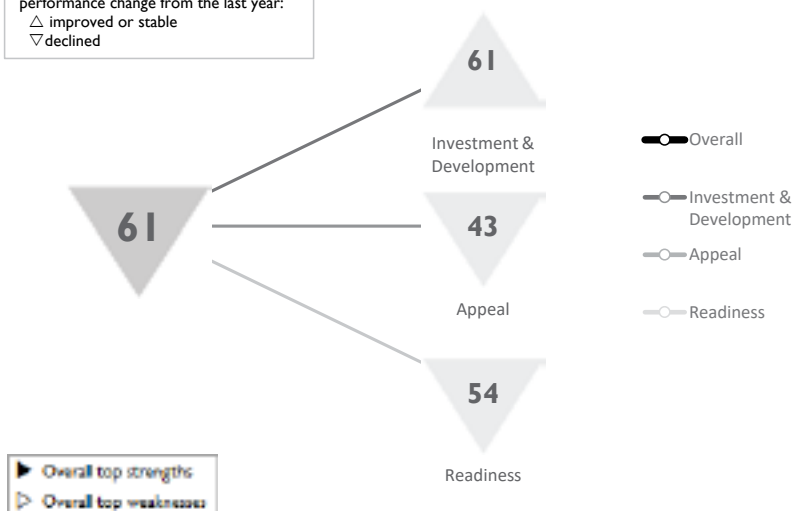 performance change from the last year:
△ improved or stable
▽ declined
61
Investment &
Development
61
43
Appeal
54
Readiness
Overall
Investment &
Development
Appeal
Readiness
▶ Overall top strengths
▷ Overall top weaknesses